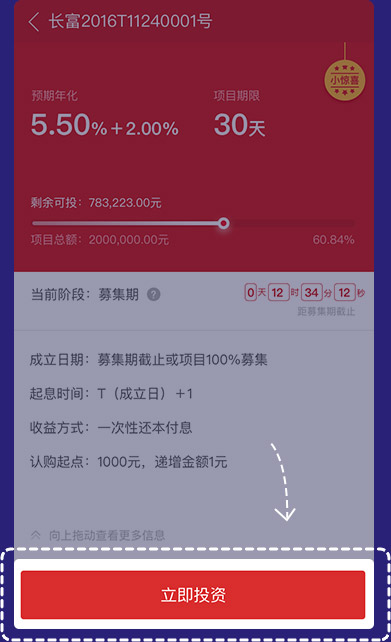 长富2016T11240001号
小惊喜
预期年化
项目期限
5.50%+2.00%
30天
剩余可投：783,223.00元
项目总额：2000,000.00元
60.84%
当前阶段：募集期 ?
0天12时34分12秒
距募集期截止
成立日期：募集期截止或项目100%募集
起息时间：T（成立日）+1
收益方式：一次性还本付息
认购起点：1000元，递增金额1元
向上拖动查看更多信息
立即投资